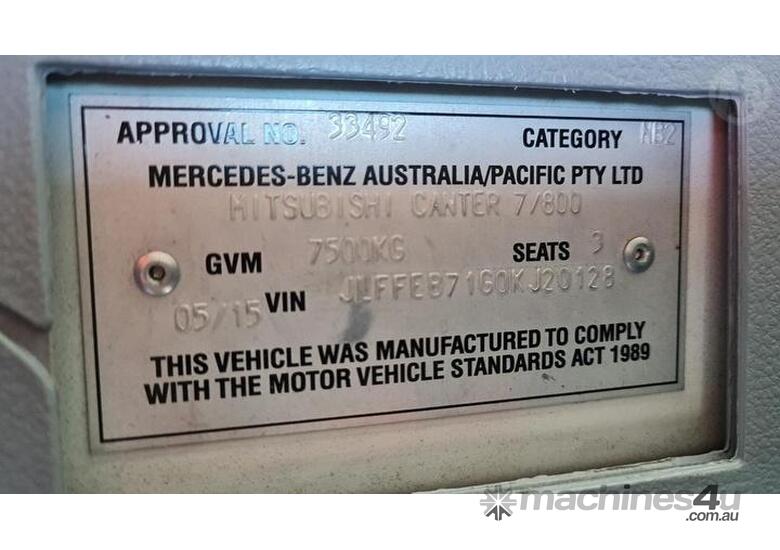 APPROVAL NO. 33492 CATEGORY NB2
MERCEDES-BENZ AUSTRALIA/PACIFIC PTY LTD
MITSUBISHI CANTER 7/800
GVM 7500KG SEATS 3
05/15 VIN JLFFEB71G0KJ20128
THIS VEHICLE WAS MANUFACTURED TO COMPLY
WITH THE MOTOR VEHICLE STANDARDS ACT 1989
machines4u
.com.au